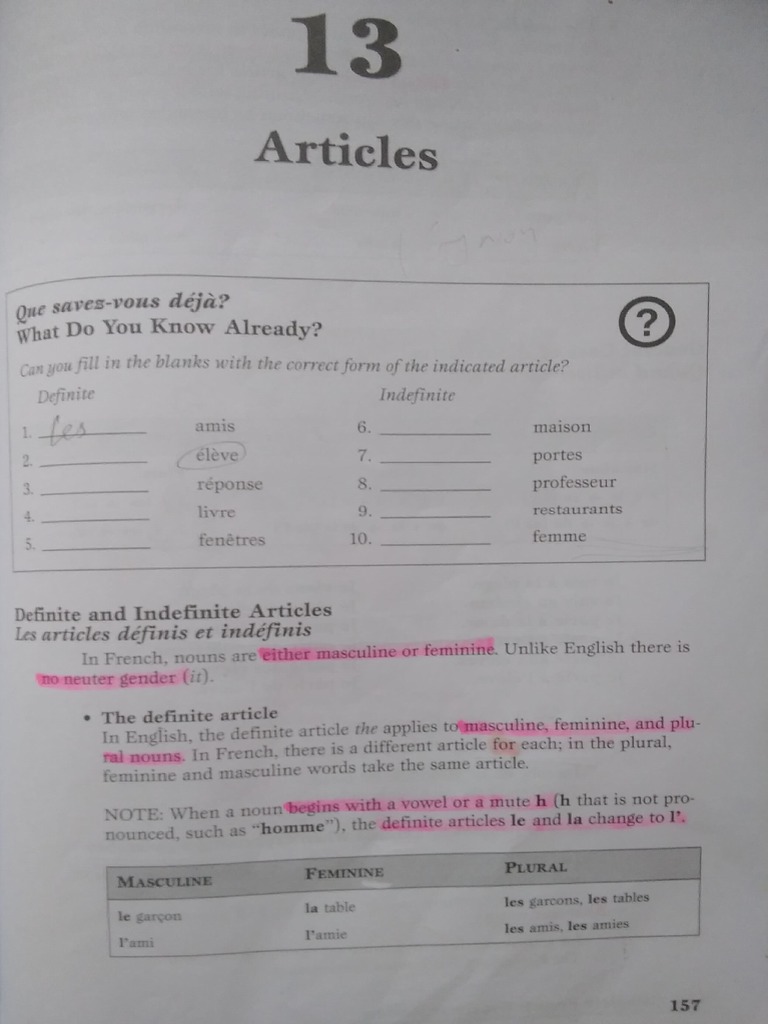 13
Articles
Que savez-vous déjà?
What Do You Know Already?
Can you fill in the blanks with the correct form of the indicated article?
Definite Indefinite
1. les amis 6. maison
2. élève 7. portes
3. réponse 8. professeur
4. livre 9. restaurants
5. fenêtres 10. femme
Definite and Indefinite Articles
Les articles définis et indéfinis
In French, nouns are either masculine or feminine. Unlike English there is
no neuter gender (it).
• The definite article
In English, the definite article the applies to masculine, feminine, and plu-
ral nouns. In French, there is a different article for each; in the plural,
feminine and masculine words take the same article.
NOTE: When a noun begins with a vowel or a mute h (h that is not pro-
nounced, such as "homme"), the definite articles le and la change to l'.
MASCULINE FEMININE PLURAL
le garçon la table les garcons, les tables
l'ami l'amie les amis, les amies
157